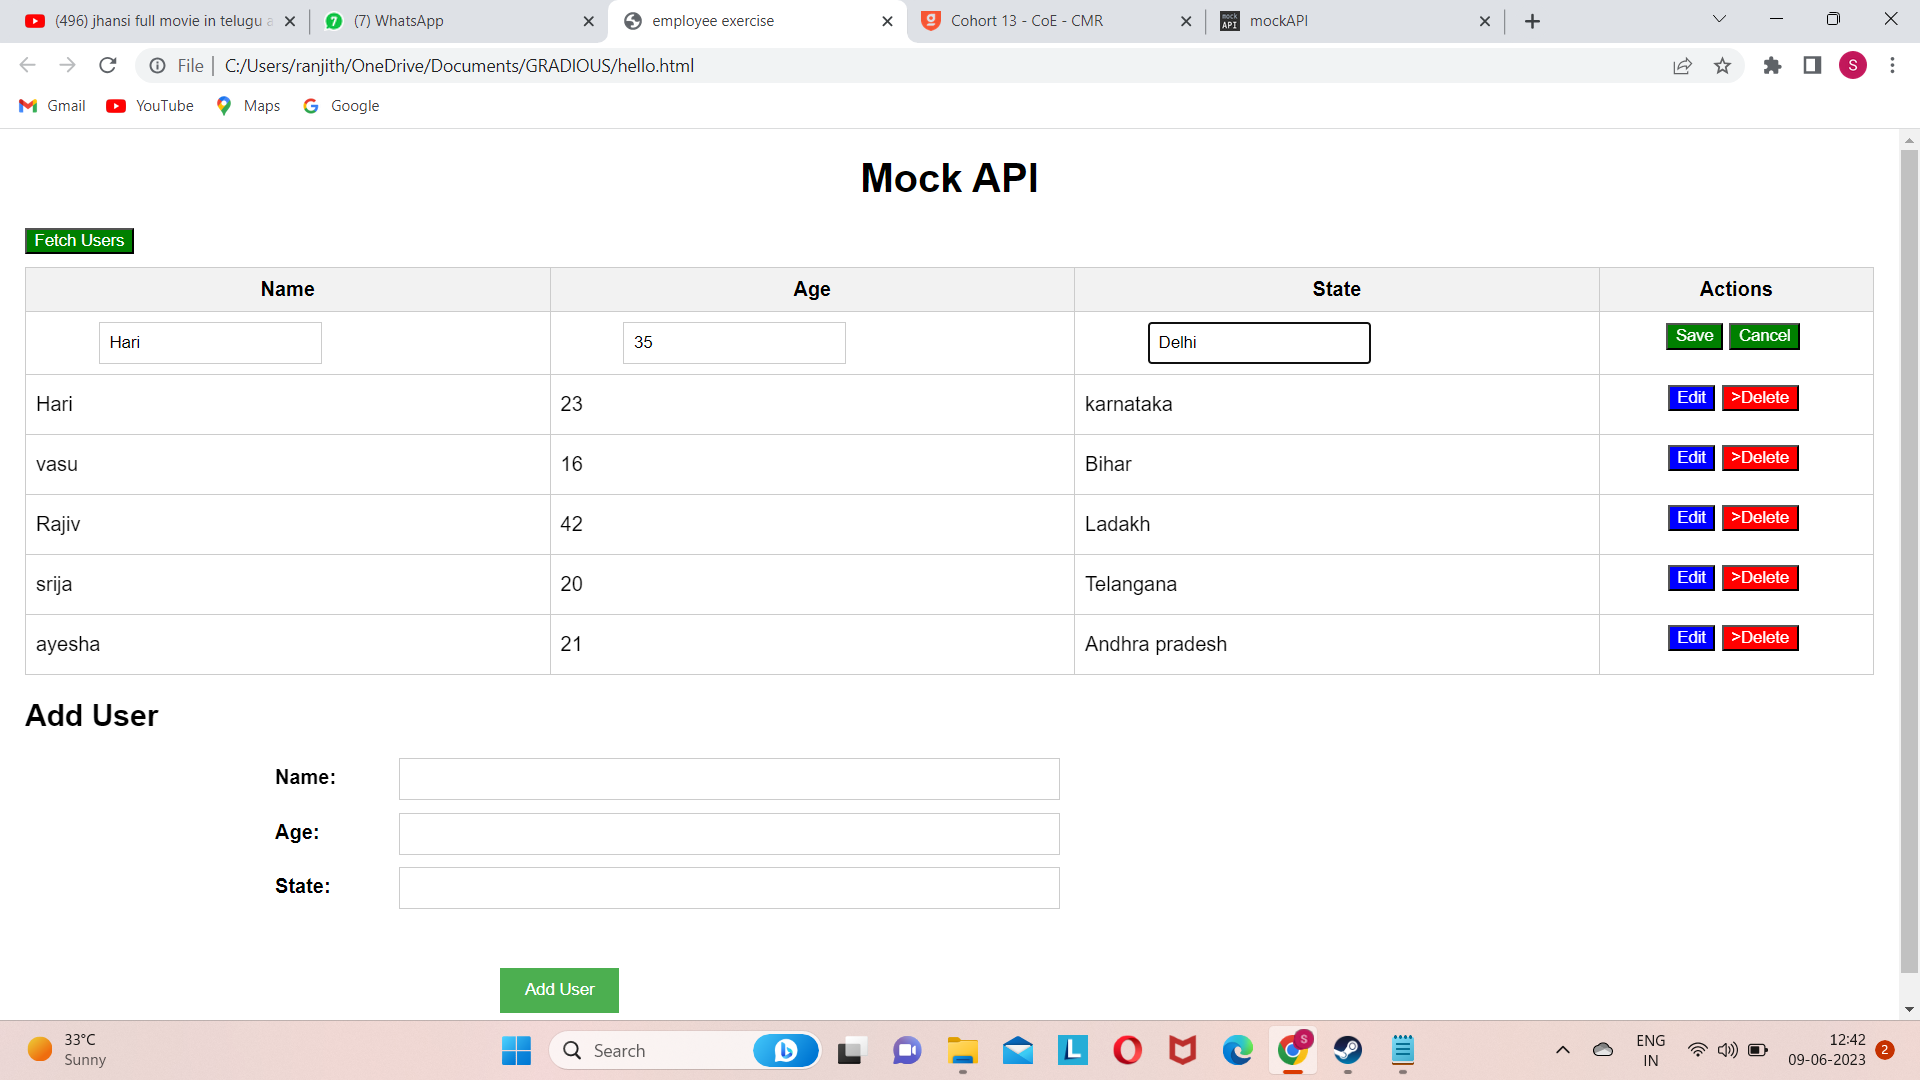 (496) jhansi full movie in telugu a
(7) WhatsApp
employee exercise
Cohort 13 - CoE - CMR
mockAPI
File | C:/Users/ranjith/OneDrive/Documents/GRADIOUS/hello.html
S
Gmail YouTube Maps Google
Mock API
Fetch Users
Name Age State Actions
Hari 35 Delhi Save Cancel
Hari 23 karnataka Edit >Delete
vasu 16 Bihar Edit >Delete
Rajiv 42 Ladakh Edit >Delete
srija 20 Telangana Edit >Delete
ayesha 21 Andhra pradesh Edit >Delete
Add User
Name:
Age:
State:
Add User
33°C
Sunny
Search
ENG
IN
12:42
09-06-2023
2